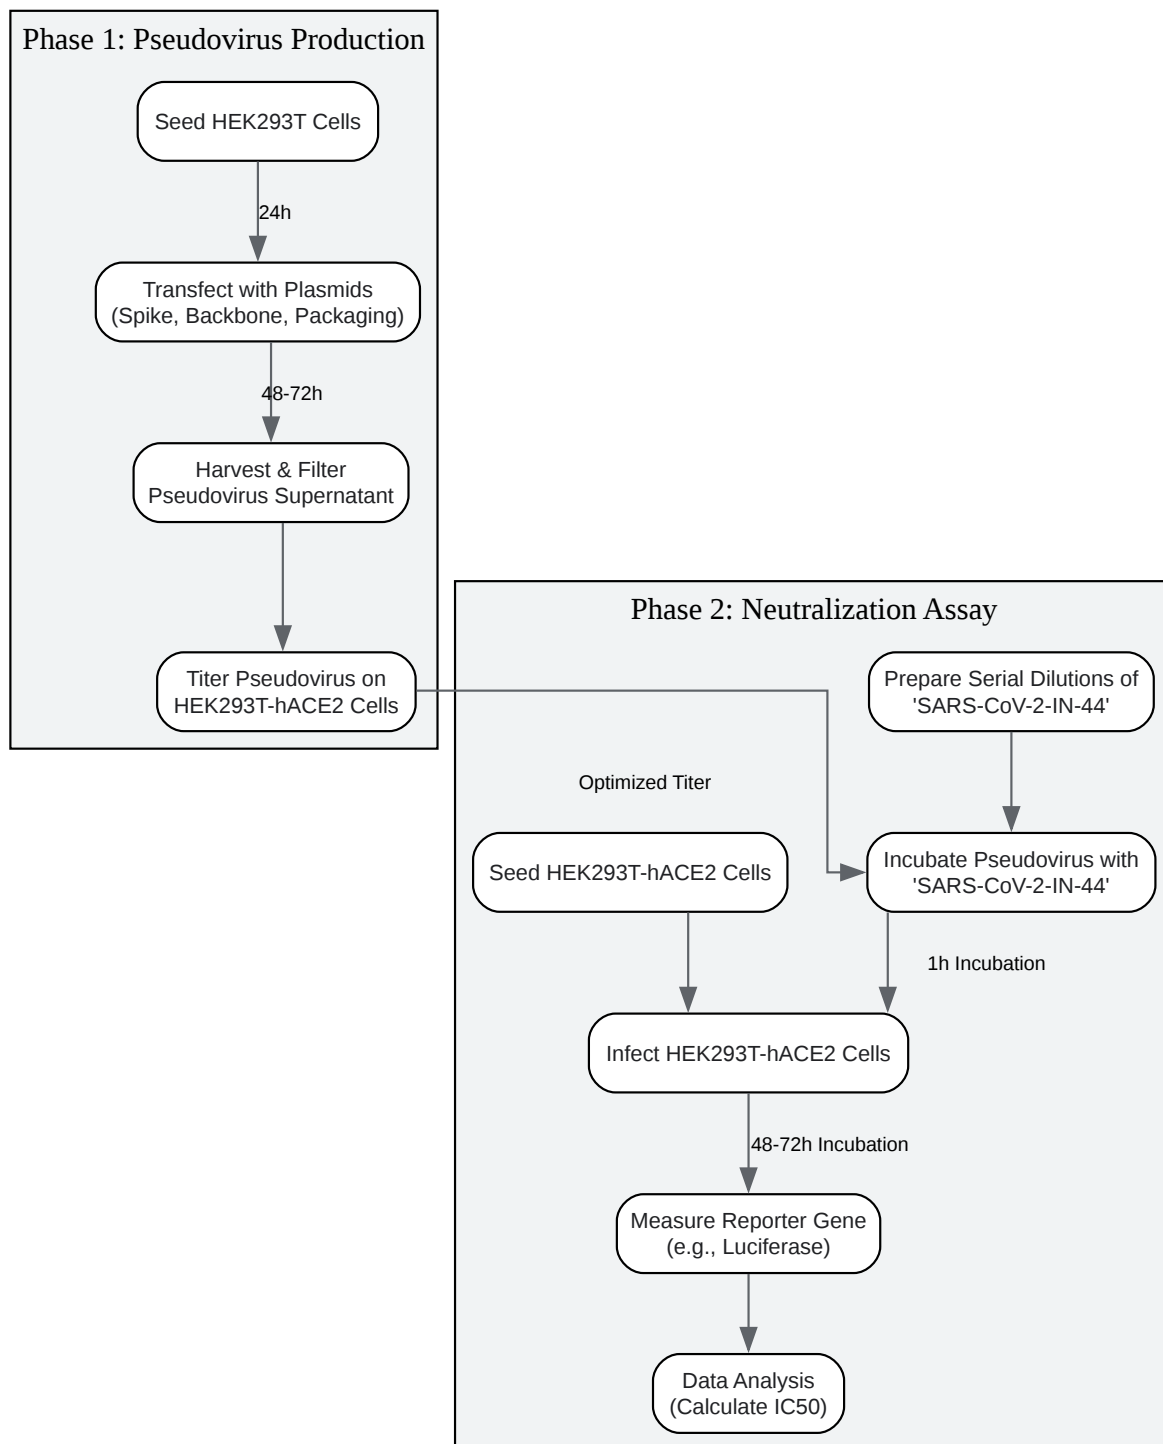 Phase 1: Pseudovirus Production
Seed HEK293T Cells
24h
Transfect with Plasmids
(Spike, Backbone, Packaging)
48-72h
Harvest & Filter
Pseudovirus Supernatant
Titer Pseudovirus on
HEK293T-hACE2 Cells
Phase 2: Neutralization Assay
Prepare Serial Dilutions of
'SARS-CoV-2-IN-44'
Optimized Titer
Seed HEK293T-hACE2 Cells
Incubate Pseudovirus with
'SARS-CoV-2-IN-44'
1h Incubation
Infect HEK293T-hACE2 Cells
48-72h Incubation
Measure Reporter Gene
(e.g., Luciferase)
Data Analysis
(Calculate IC50)